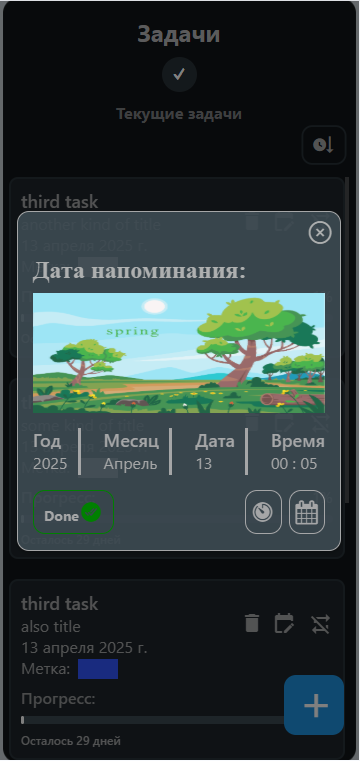 Задачи
Текущие задачи
third task
another kind of title
13 апреля 2025 г.
Дата напоминания:
spring
Год Месяц Дата Время
2025 Апрель 13 00 : 05
Done
Осталось 29 дней
third task
also title
13 апреля 2025 г.
Метка:
Прогресс:
Осталось 29 дней